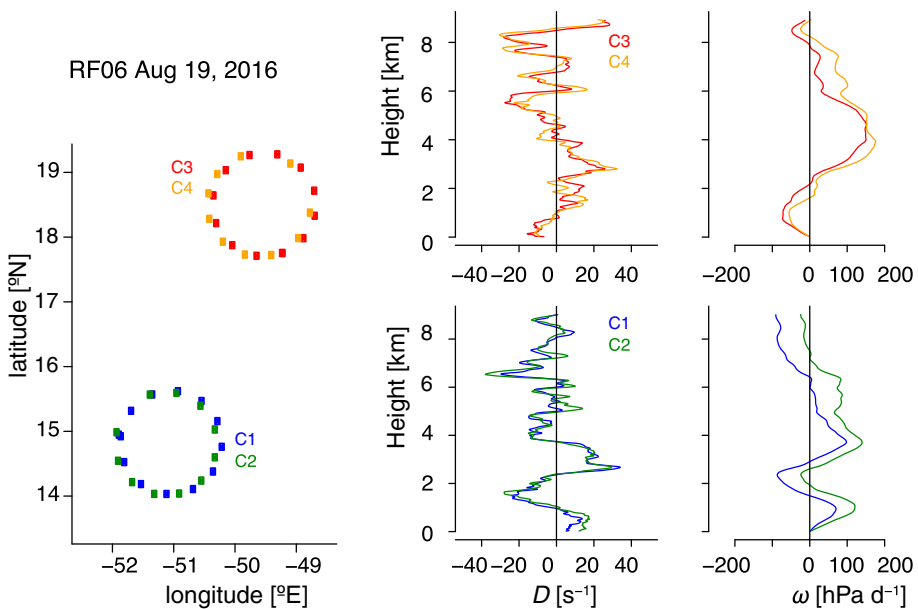 RF06 Aug 19, 2016
C3
C4
C1
C2
latitude [ºN]
19
18
17
16
15
14
−52
−51
−50
−49
longitude [ºE]
Height [km]
8
6
4
2
0
C3
C4
−40
−20
0
20
40
−200
0
100
200
Height [km]
8
6
4
2
0
C1
C2
−40
−20
0
20
40
D [s⁻¹]
−200
0
100
200
ω [hPa d⁻¹]